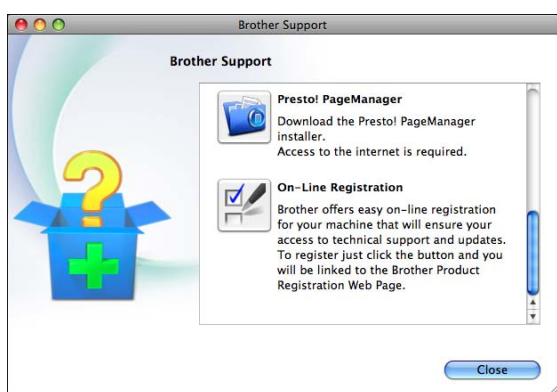 Brother Support
Brother Support
Presto! PageManager
Download the Presto! PageManager
installer.
Access to the internet is required.
On-Line Registration
Brother offers easy on-line registration
for your machine that will ensure your
access to technical support and updates.
To register just click the button and you
will be linked to the Brother Product
Registration Web Page.
Close